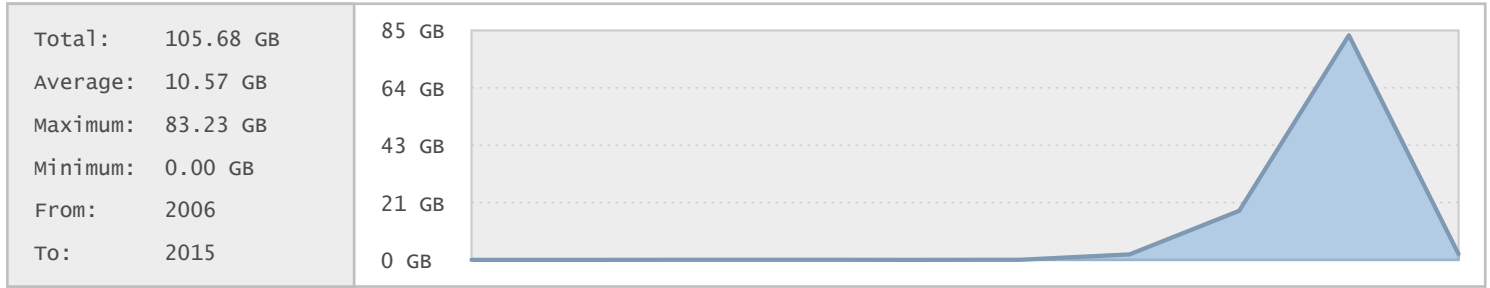 Total: 105.68 GB
Average: 10.57 GB
Maximum: 83.23 GB
Minimum: 0.00 GB
From: 2006
To: 2015
85 GB
64 GB
43 GB
21 GB
0 GB